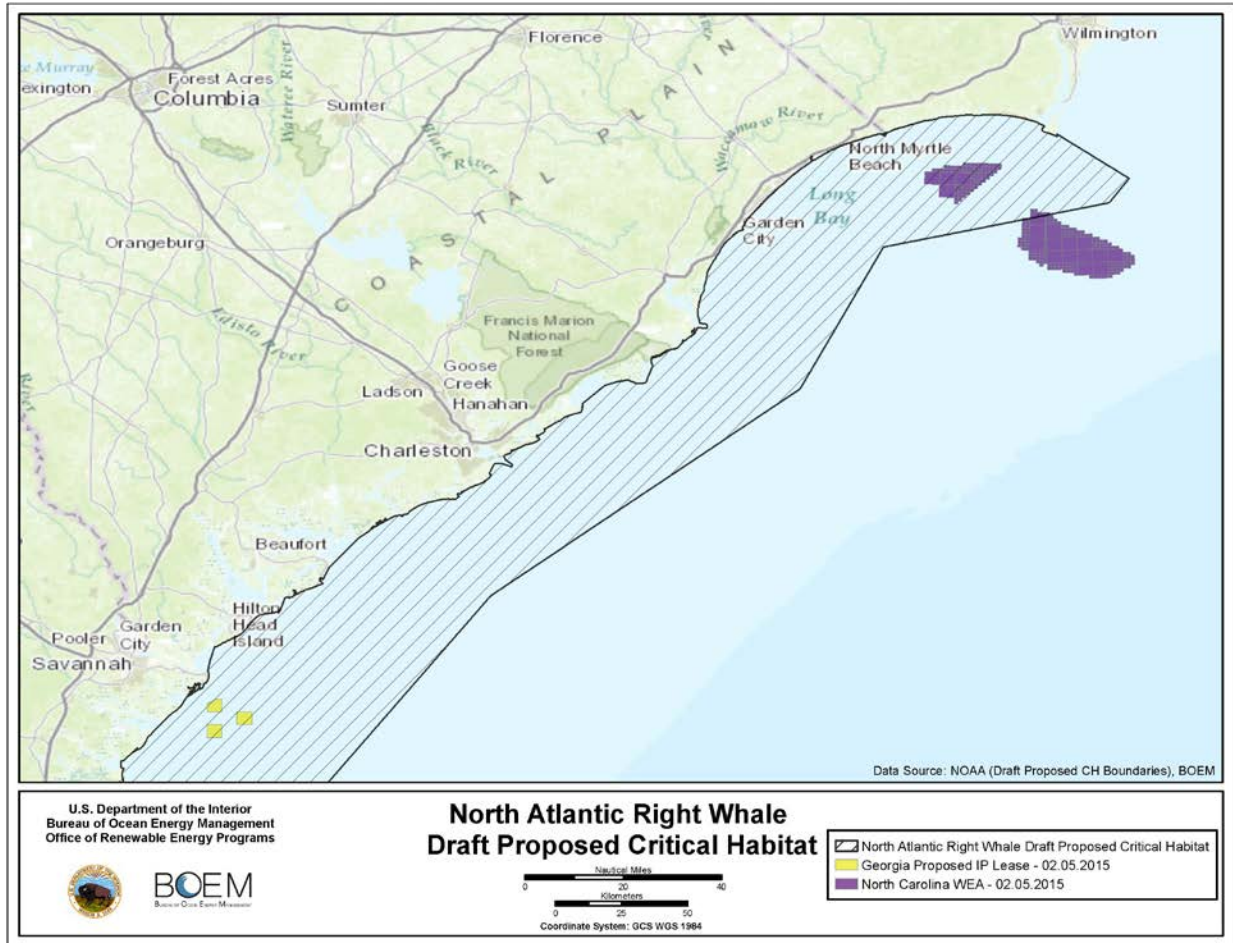 Wilmington
Florence
e Murray
Forest Acres
exington
Columbia
Wateree River
Sumter
COASTAL PLAIN
Black River
Waccamaw River
North Myrtle
Beach
Long
Bay
Garden
City
Orangeburg
Edisto River
Francis Marion
National
Forest
Goose
Creek
Ladson
Hanahan
Charleston
Beaufort
Hilton
Head
Island
Garden
City
Pooler
Savannah
Data Source: NOAA (Draft Proposed CH Boundaries), BOEM
U.S. Department of the Interior
Bureau of Ocean Energy Management
Office of Renewable Energy Programs
BOEM
Bureau of Ocean Energy Management
North Atlantic Right Whale
Draft Proposed Critical Habitat
Nautical Miles
0 20 40
Kilometers
0 25 50
Coordinate System: GCS WGS 1984
North Atlantic Right Whale Draft Proposed Critical Habitat
Georgia Proposed IP Lease - 02.05.2015
North Carolina WEA - 02.05.2015